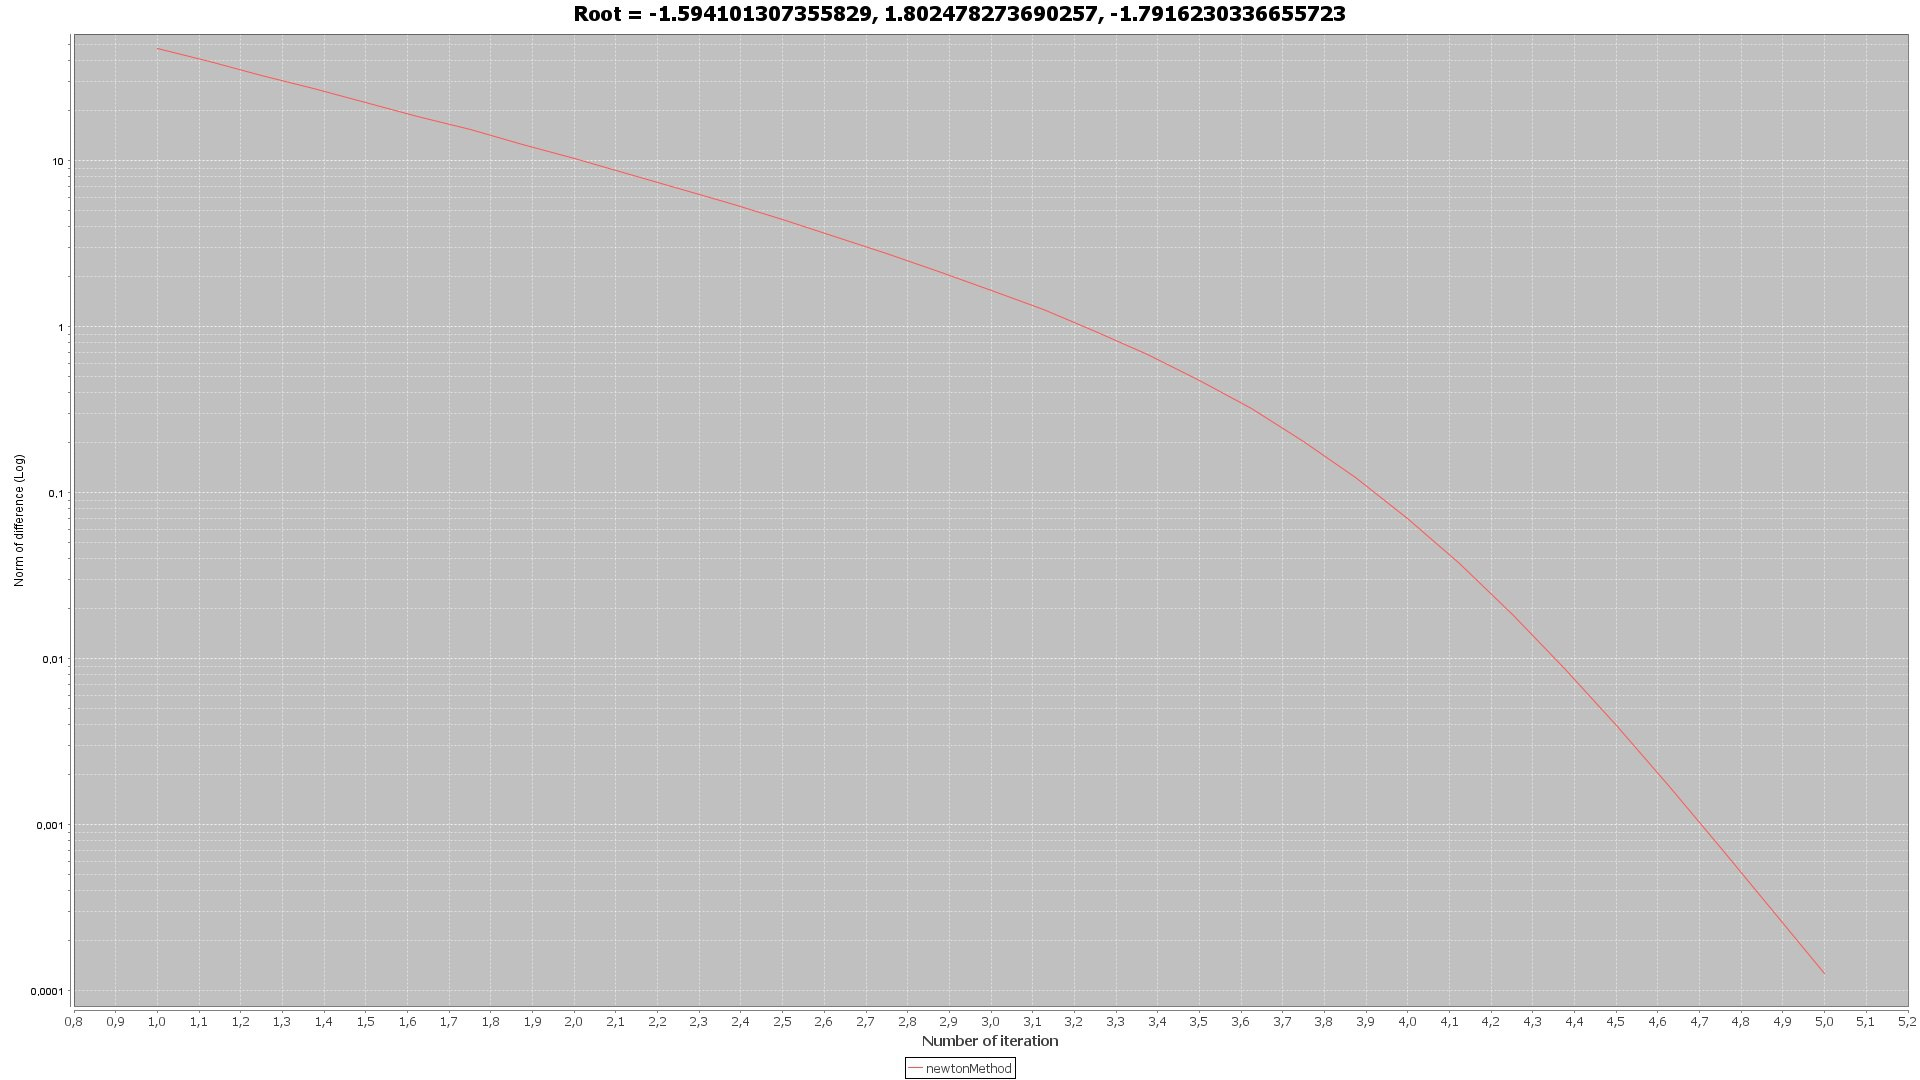 Root = -1.594101307355829, 1.802478273690257, -1.7916230336655723
10
1
0,1
0,01
0,001
0,0001
Norm of difference (Log)
0,8 0,9 1,0 1,1 1,2 1,3 1,4 1,5 1,6 1,7 1,8 1,9 2,0 2,1 2,2 2,3 2,4 2,5 2,6 2,7 2,8 2,9 3,0 3,1 3,2 3,3 3,4 3,5 3,6 3,7 3,8 3,9 4,0 4,1 4,2 4,3 4,4 4,5 4,6 4,7 4,8 4,9 5,0 5,1 5,2
Number of iteration
newtonMethod